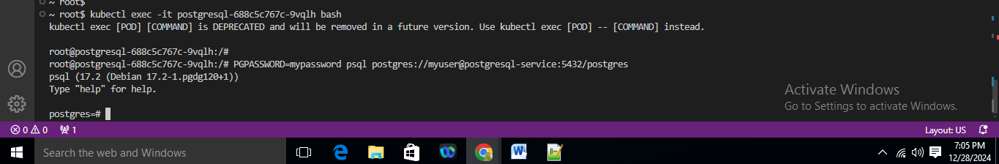 ~ root$
~ root$ kubectl exec -it postgresql-688c5c767c-9vqlh bash
kubectl exec [POD] [COMMAND] is DEPRECATED and will be removed in a future version. Use kubectl exec [POD] -- [COMMAND] instead.
root@postgresql-688c5c767c-9vqlh:/#
root@postgresql-688c5c767c-9vqlh:/# PGPASSWORD=mypassword psql postgres://myuser@postgresql-service:5432/postgres
psql (17.2 (Debian 17.2-1.pgdg120+1))
Type "help" for help.
postgres=#
Activate Windows
Go to Settings to activate Windows.
0 0 1 Layout: US
Search the web and Windows
7:05 PM
12/28/2024